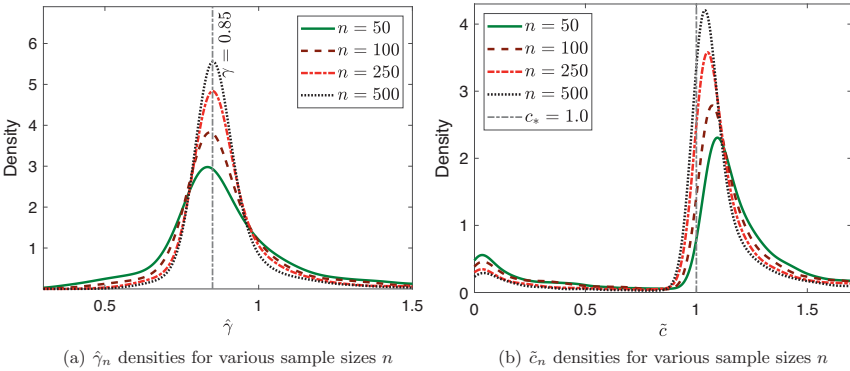 6
5
4
3
2
1
Density
0.5
1
1.5
γ̂
γ = 0.85
n = 50
n = 100
n = 250
n = 500
(a) γ̂ₙ densities for various sample sizes n
4
3
2
1
0
Density
0
0.5
1
1.5
c̃
n = 50
n = 100
n = 250
n = 500
c∗ = 1.0
(b) c̃ₙ densities for various sample sizes n